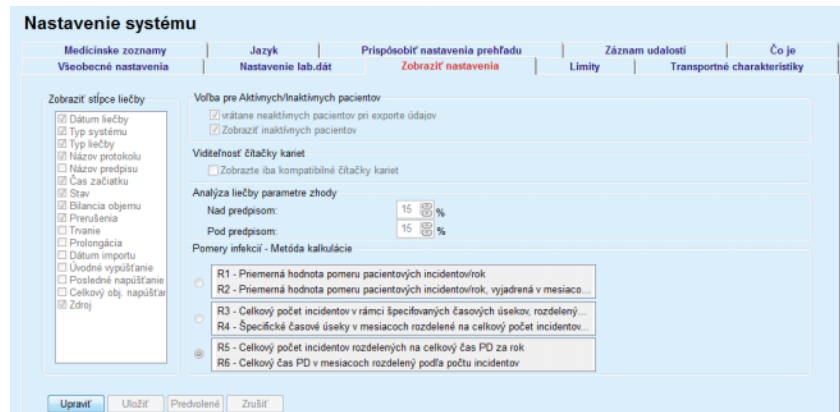 Nastavenie systému
Medicínske zoznamy Jazyk Prispôsobiť nastavenia prehľadu Záznam udalostí Čo je
Všeobecné nastavenia Nastavenie lab.dát Zobraziť nastavenia Limity Transportné charakteristiky
Zobraziť stĺpce liečby
Dátum liečby
Typ systému
Typ liečby
Názov protokolu
Názov predpisu
Čas začiatku
Stav
Bilancia objemu
Prerušenia
Trvanie
Prolongácia
Dátum importu
Úvodné vypúšťanie
Posledné napúšťanie
Celkový obj. napúšťar
Zdroj
Voľba pre Aktívnych/Inaktívnych pacientov
vrátane neaktívnych pacientov pri exporte údajov
Zobraziť inaktívnych pacientov
Viditeľnosť čítačky kariet
Zobrazte iba kompatibilné čítačky kariet
Analýza liečby parametre zhody
Nad predpisom: 15 %
Pod predpisom: 15 %
Pomery infekcií - Metóda kalkulácie
R1 - Priemerná hodnota pomeru pacientových incidentov/rok
R2 - Priemerná hodnota pomeru pacientových incidentov/rok, vyjadrená v mesiaco...
R3 - Celkový počet incidentov v rámci špecifovaných časových úsekov, rozdelený...
R4 - Špecifické časové úseky v mesiacoch rozdelené na celkový počet incidentov...
R5 - Celkový počet incidentov rozdelených na celkový čas PD za rok
R6 - Celkový čas PD v mesiacoch rozdelený podľa počtu incidentov
Upraviť Uložiť Predvolené Zrušiť